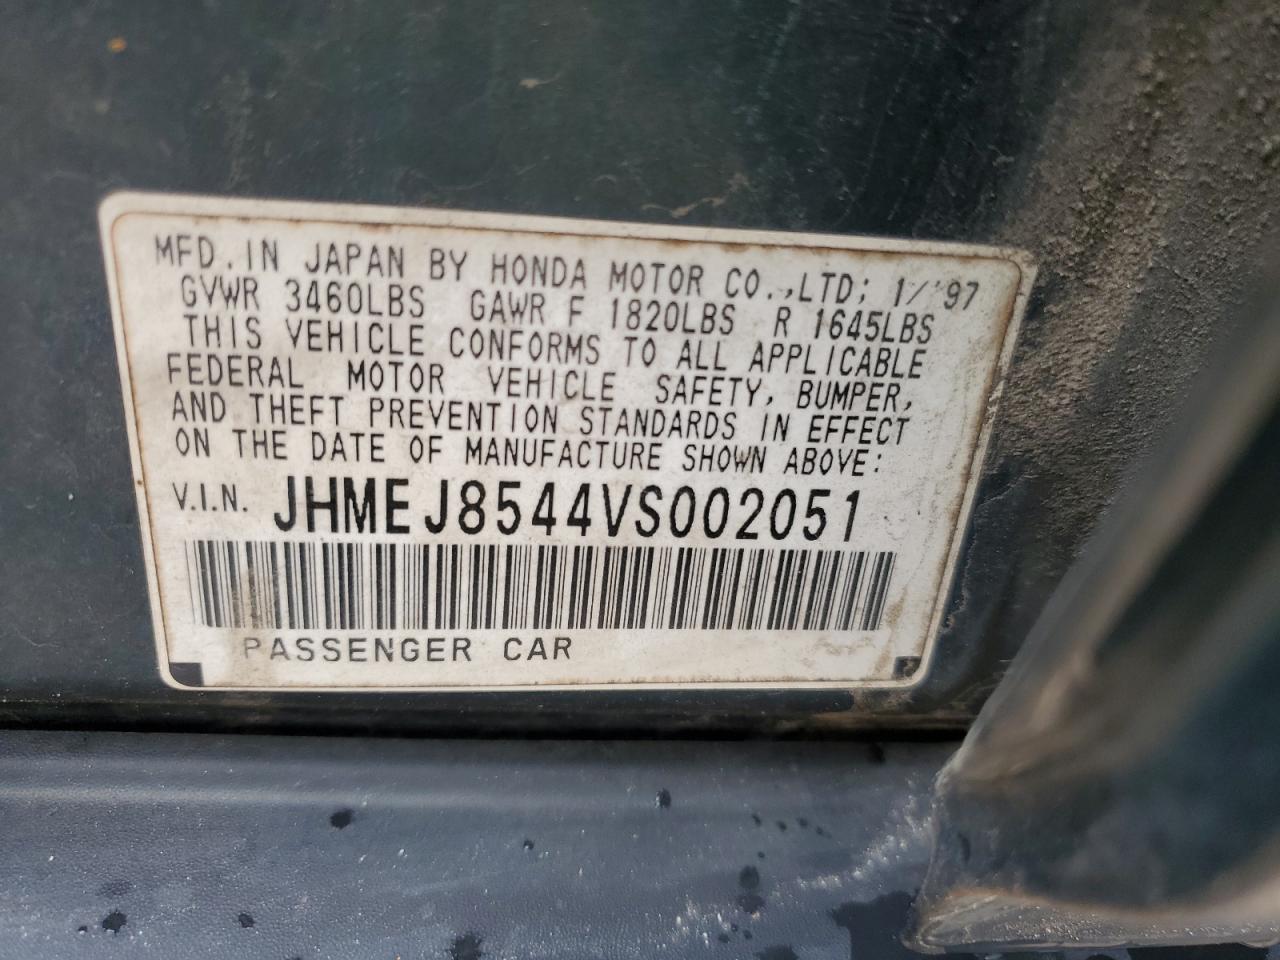 MFD. IN JAPAN BY HONDA MOTOR CO., LTD; 1/'97
GVWR 3460LBS GAWR F 1820LBS R 1645LBS
THIS VEHICLE CONFORMS TO ALL APPLICABLE
FEDERAL MOTOR VEHICLE SAFETY, BUMPER,
AND THEFT PREVENTION STANDARDS IN EFFECT
ON THE DATE OF MANUFACTURE SHOWN ABOVE:
V.I.N. JHMEJ8544VS002051
PASSENGER CAR